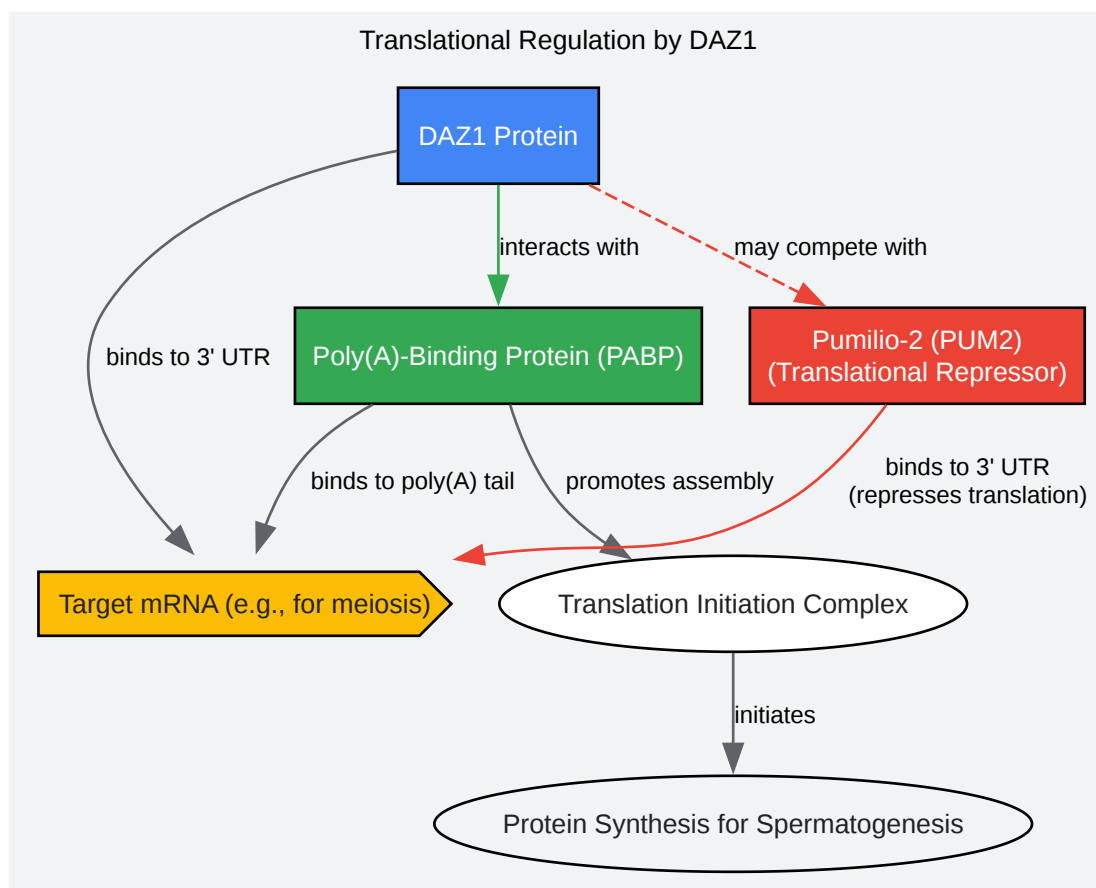 Translational Regulation by DAZ1
DAZ1 Protein
interacts with
may compete with
binds to 3' UTR
Poly(A)-Binding Protein (PABP)
Pumilio-2 (PUM2)
(Translational Repressor)
binds to poly(A) tail
promotes assembly
binds to 3' UTR
(represses translation)
Target mRNA (e.g., for meiosis)
Translation Initiation Complex
initiates
Protein Synthesis for Spermatogenesis